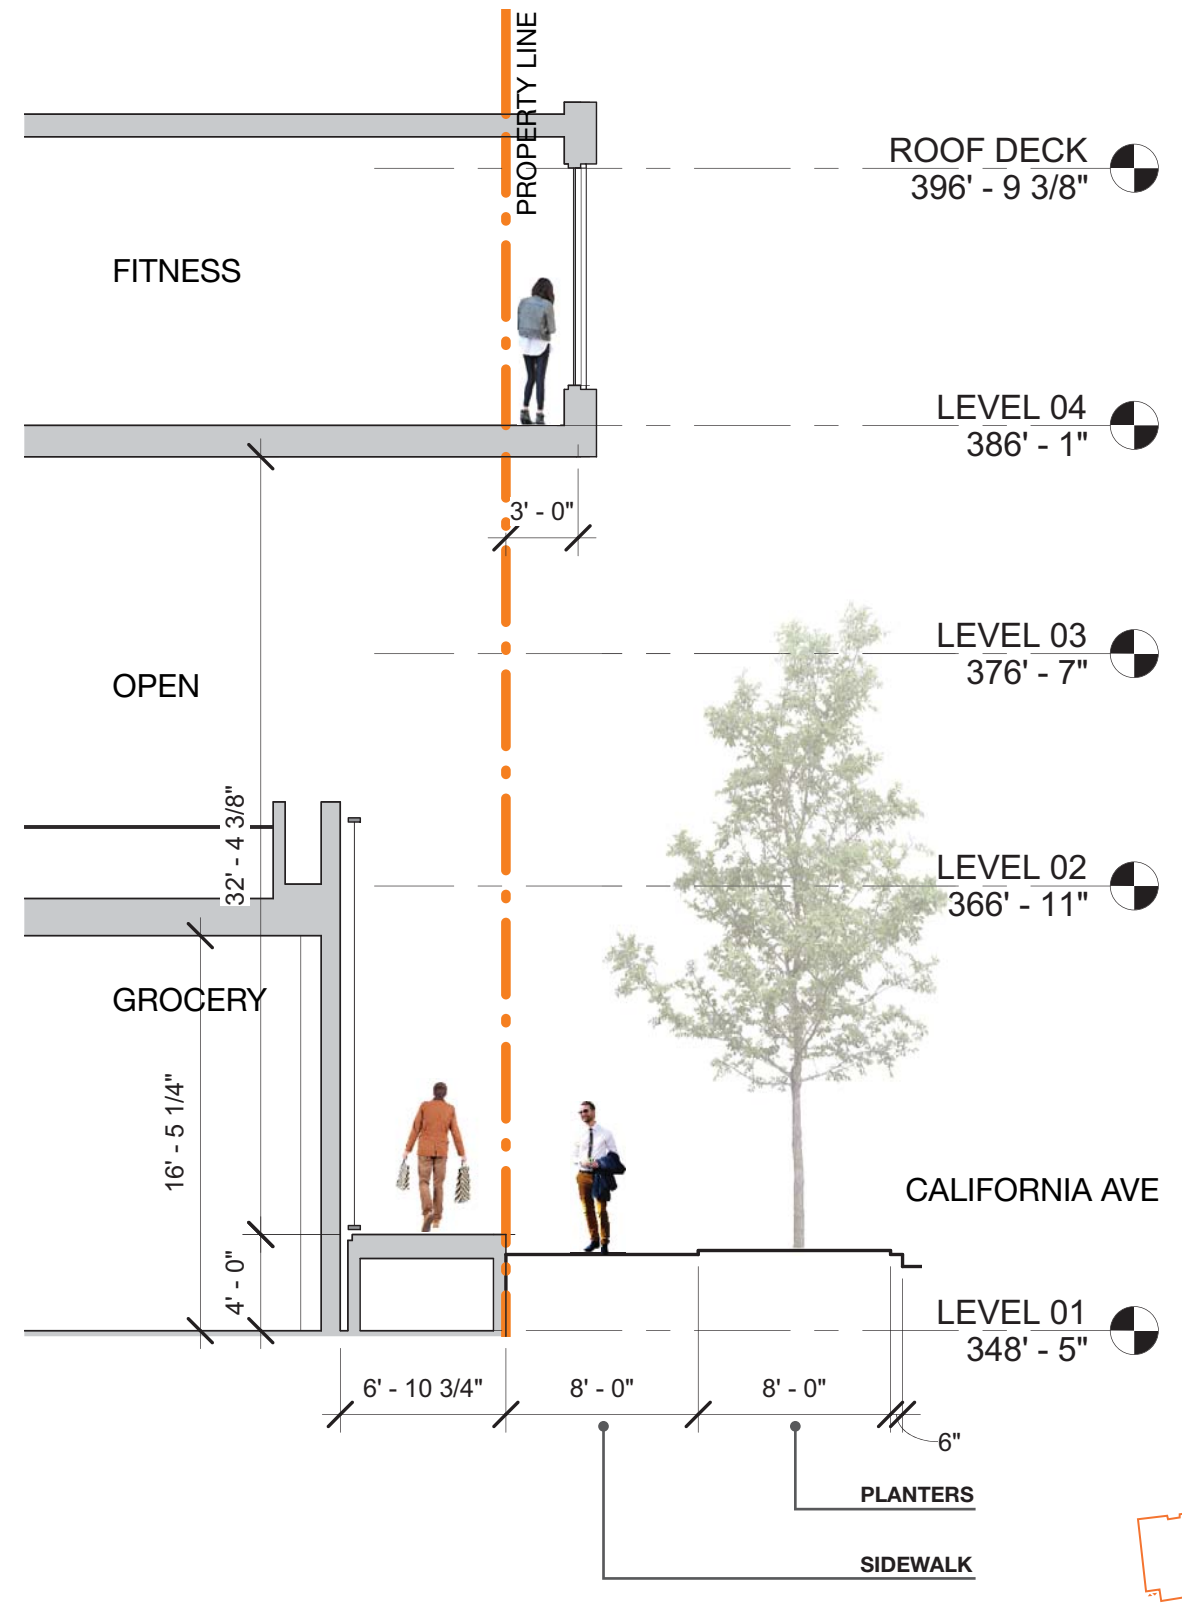 PROPERTY LINE
ROOF DECK
396' - 9 3/8"
FITNESS
LEVEL 04
386' - 1"
3' - 0"
LEVEL 03
376' - 7"
OPEN
32' - 4 3/8"
LEVEL 02
366' - 11"
GROCERY
16' - 5 1/4"
CALIFORNIA AVE
4' - 0"
LEVEL 01
348' - 5"
6' - 10 3/4"
8' - 0"
8' - 0"
6"
PLANTERS
SIDEWALK